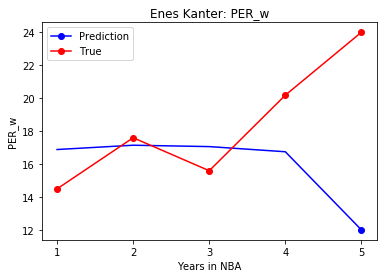 Enes Kanter: PER_w
Prediction
True
PER_w
24
22
20
18
16
14
12
1 2 3 4 5
Years in NBA